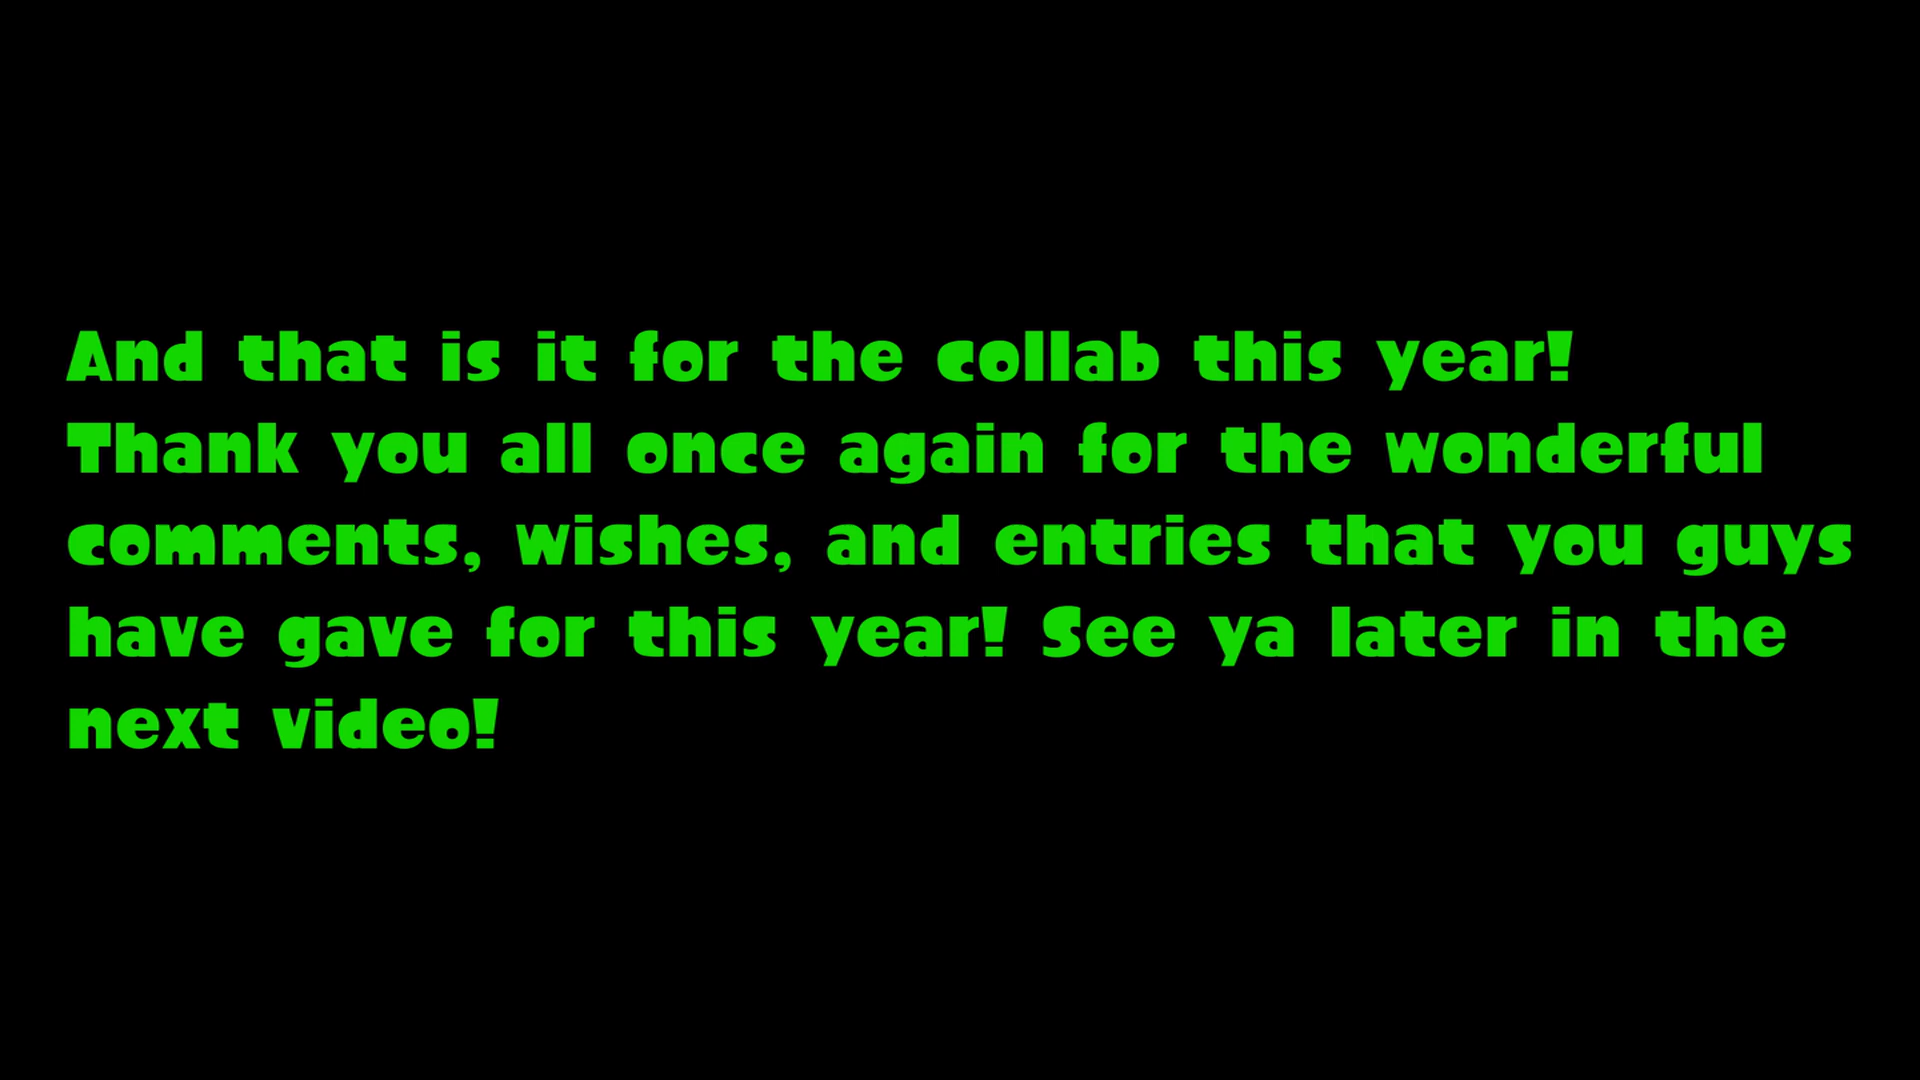 And that is it for the collab this year!
Thank you all once again for the wonderful
comments, wishes, and entries that you guys
have gave for this year! See ya later in the
next video!